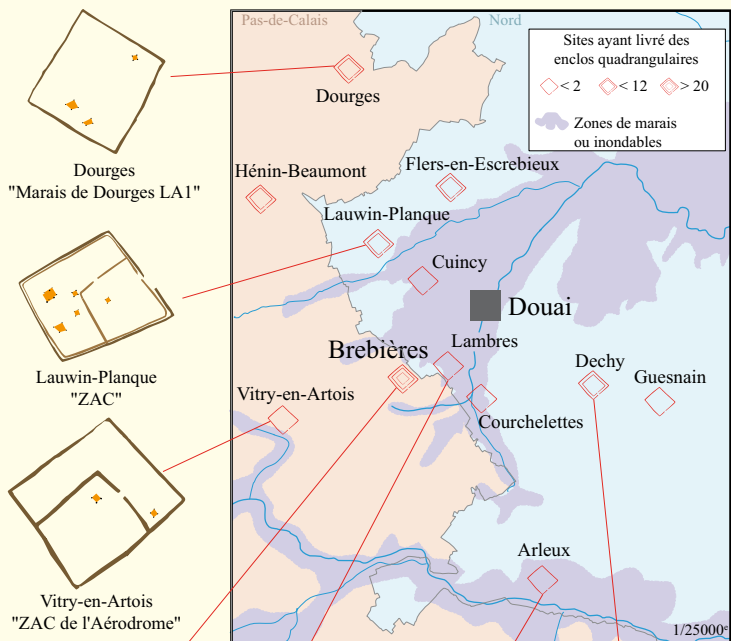 Pas-de-Calais
Nord
Sites ayant livré des
enclos quadrangulaires
< 2
< 12
> 20
Zones de marais
ou inondables
Dourges
Dourges
"Marais de Dourges LA1"
Hénin-Beaumont
Flers-en-Escrebieux
Lauwin-Planque
Cuincy
Douai
Lauwin-Planque
"ZAC"
Lambres
Brebières
Dechy
Guesnain
Vitry-en-Artois
Courchelettes
Arleux
Vitry-en-Artois
"ZAC de l'Aérodrome"
1/25000e